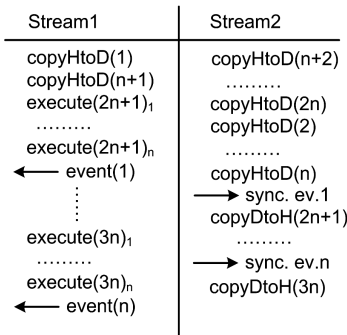 Stream1
copyHtoD(1)
copyHtoD(n+1)
execute(2n+1)₁
.........
execute(2n+1)ₙ
event(1)
execute(3n)₁
.........
execute(3n)ₙ
event(n)
Stream2
copyHtoD(n+2)
.........
copyHtoD(2n)
copyHtoD(2)
.........
copyHtoD(n)
sync. ev.1
copyDtoH(2n+1)
.........
sync. ev.n
copyDtoH(3n)